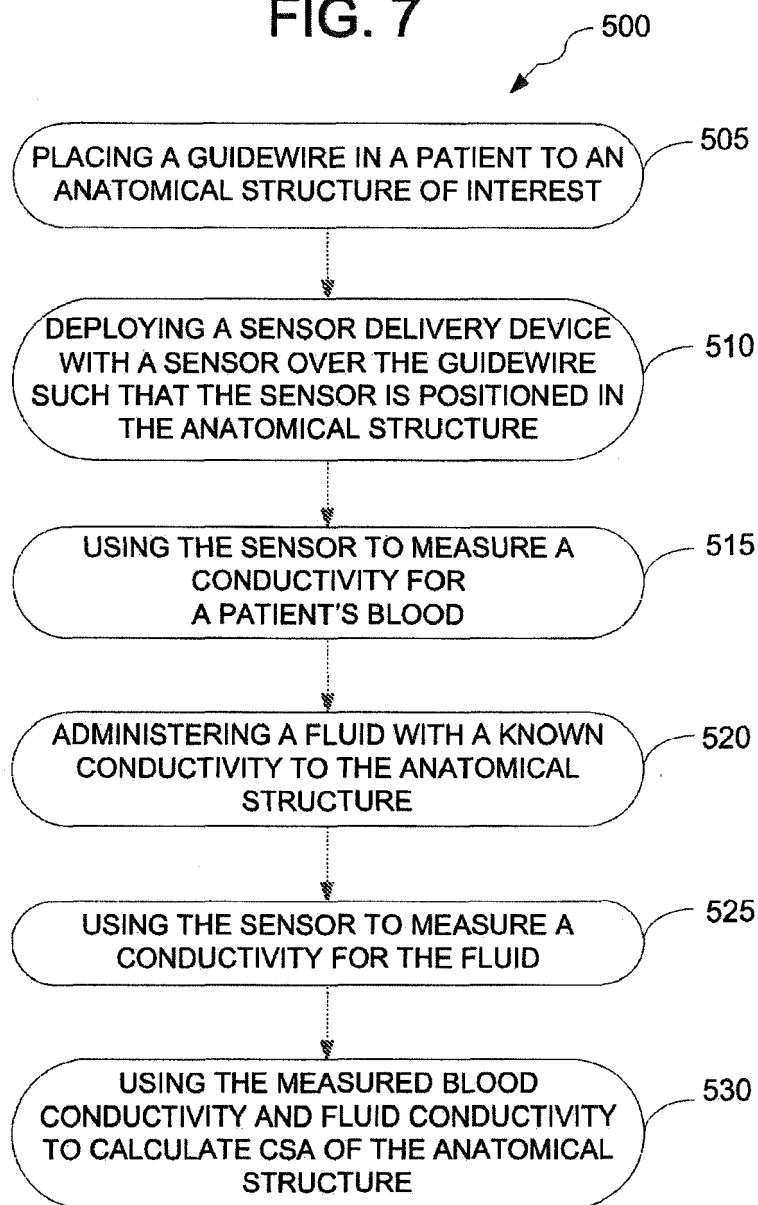 FIG. 7
500
PLACING A GUIDEWIRE IN A PATIENT TO AN
ANATOMICAL STRUCTURE OF INTEREST
505
DEPLOYING A SENSOR DELIVERY DEVICE
WITH A SENSOR OVER THE GUIDEWIRE
SUCH THAT THE SENSOR IS POSITIONED IN
THE ANATOMICAL STRUCTURE
510
USING THE SENSOR TO MEASURE A
CONDUCTIVITY FOR
A PATIENT'S BLOOD
515
ADMINISTERING A FLUID WITH A KNOWN
CONDUCTIVITY TO THE ANATOMICAL
STRUCTURE
520
USING THE SENSOR TO MEASURE A
CONDUCTIVITY FOR THE FLUID
525
USING THE MEASURED BLOOD
CONDUCTIVITY AND FLUID CONDUCTIVITY
TO CALCULATE CSA OF THE ANATOMICAL
STRUCTURE
530